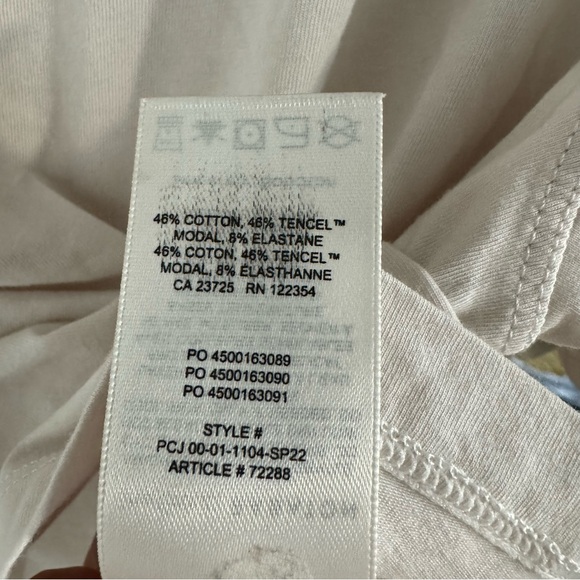 46% COTTON, 46% TENCEL™
MODAL, 8% ELASTANE
46% COTON, 46% TENCEL™
MODAL, 8% ELASTHANNE
CA 23725 RN 122354
PO 4500163089
PO 4500163090
PO 4500163091
STYLE #
PCJ 00-01-1104-SP22
ARTICLE # 72288